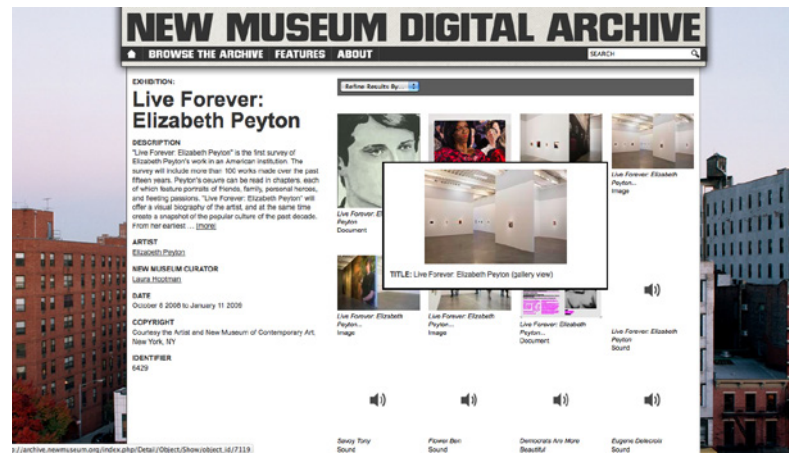 NEW MUSEUM DIGITAL ARCHIVE
BROWSE THE ARCHIVE FEATURES ABOUT
SEARCH
EXHIBITION:
Live Forever:
Elizabeth Peyton
DESCRIPTION
"Live Forever: Elizabeth Peyton" is the first survey of
Elizabeth Peyton's work in an American institution. The
survey will include more than 100 works made over the past
fifteen years. Peyton's oeuvre can be read in chapters, each
of which feature portraits of friends, family, personal heroes,
and fleeting passions. "Live Forever: Elizabeth Peyton" will
offer a visual biography of the artist, and at the same time
create a snapshot of the popular culture of the past decade.
From her earliest ... [more]
ARTIST
Elizabeth Peyton
NEW MUSEUM CURATOR
Laura Hoptman
DATE
October 8 2008 to January 11 2009
COPYRIGHT
Courtesy the Artist and New Museum of Contemporary Art,
New York, NY
IDENTIFIER
6429
Refine Results By...
Live Forever: E
Peyton
Document
Live Forever: Elizabeth
Peyton...
Image
TITLE: Live Forever: Elizabeth Peyton (gallery view)
Live Forever: Elizabeth
Peyton...
Image
Live Forever: Elizabeth
Peyton...
Image
Live Forever: Elizabeth
Peyton...
Document
Live Forever: Elizabeth
Peyton
Sound
Savoy Tony
Sound
Flower Ben
Sound
Democrats Are More
Beautiful
Sound
Eugene Delacroix
Sound
://archive.newmuseum.org/index.php/Detail/Object/Show/object_id/7119